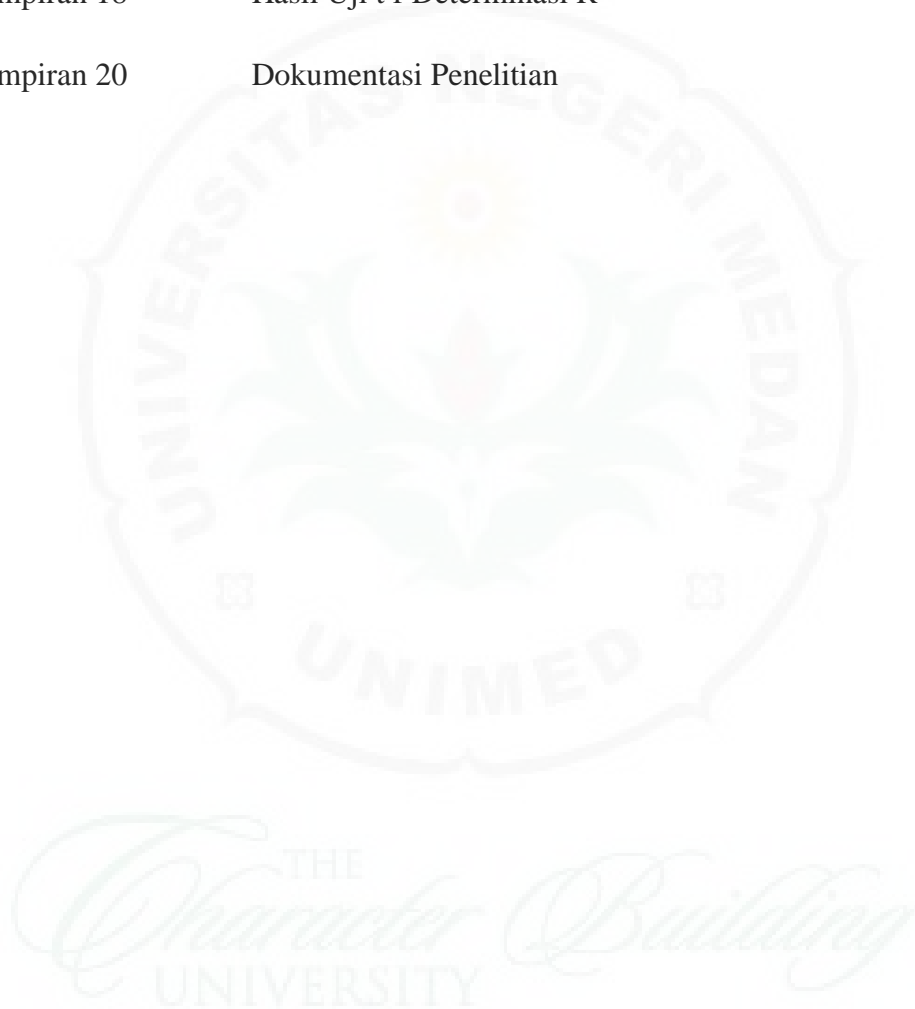 mpiran 20 Dokumentasi Penelitian
UNIVERSITAS NEGERI MEDAN
UNIMED
THE
Character Building
UNIVERSITY